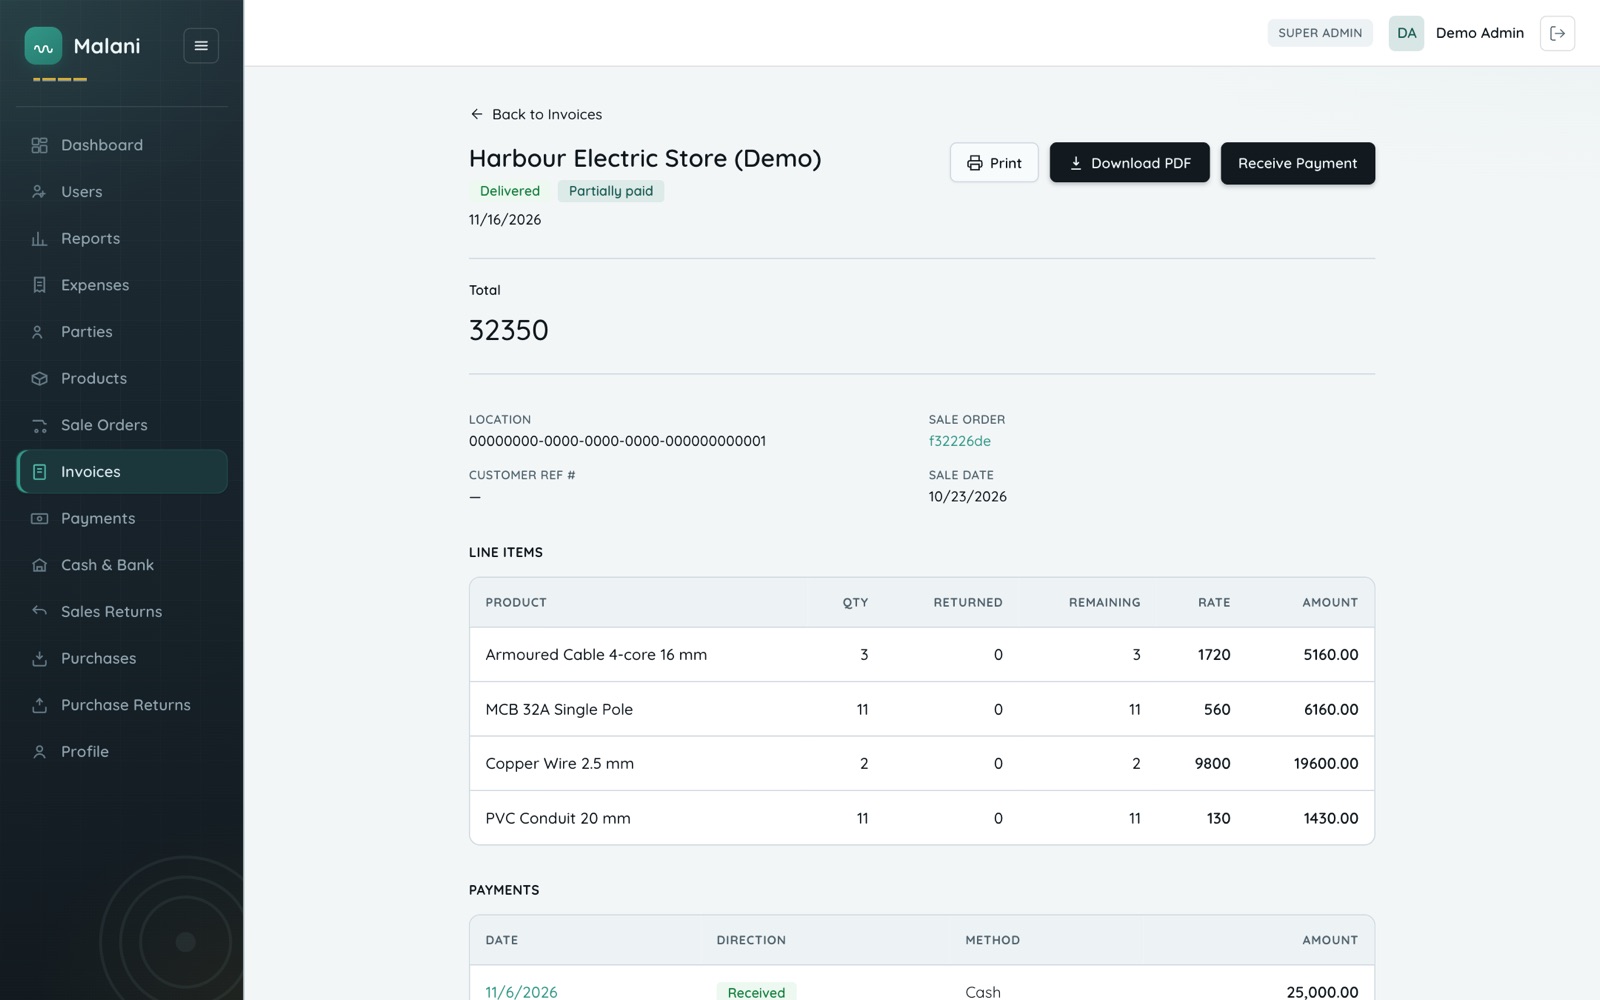 Malani
SUPER ADMIN
DA
Demo Admin
Dashboard
Users
Reports
Expenses
Parties
Products
Sale Orders
Invoices
Payments
Cash & Bank
Sales Returns
Purchases
Purchase Returns
Profile
Back to Invoices
Harbour Electric Store (Demo)
Print
Download PDF
Receive Payment
Delivered
Partially paid
11/16/2026
Total
32350
LOCATION
00000000-0000-0000-0000-000000000001
SALE ORDER
f32226de
CUSTOMER REF #
—
SALE DATE
10/23/2026
LINE ITEMS
PRODUCT QTY RETURNED REMAINING RATE AMOUNT
Armoured Cable 4-core 16 mm 3 0 3 1720 5160.00
MCB 32A Single Pole 11 0 11 560 6160.00
Copper Wire 2.5 mm 2 0 2 9800 19600.00
PVC Conduit 20 mm 11 0 11 130 1430.00
PAYMENTS
DATE DIRECTION METHOD AMOUNT
11/6/2026 Received Cash 25,000.00